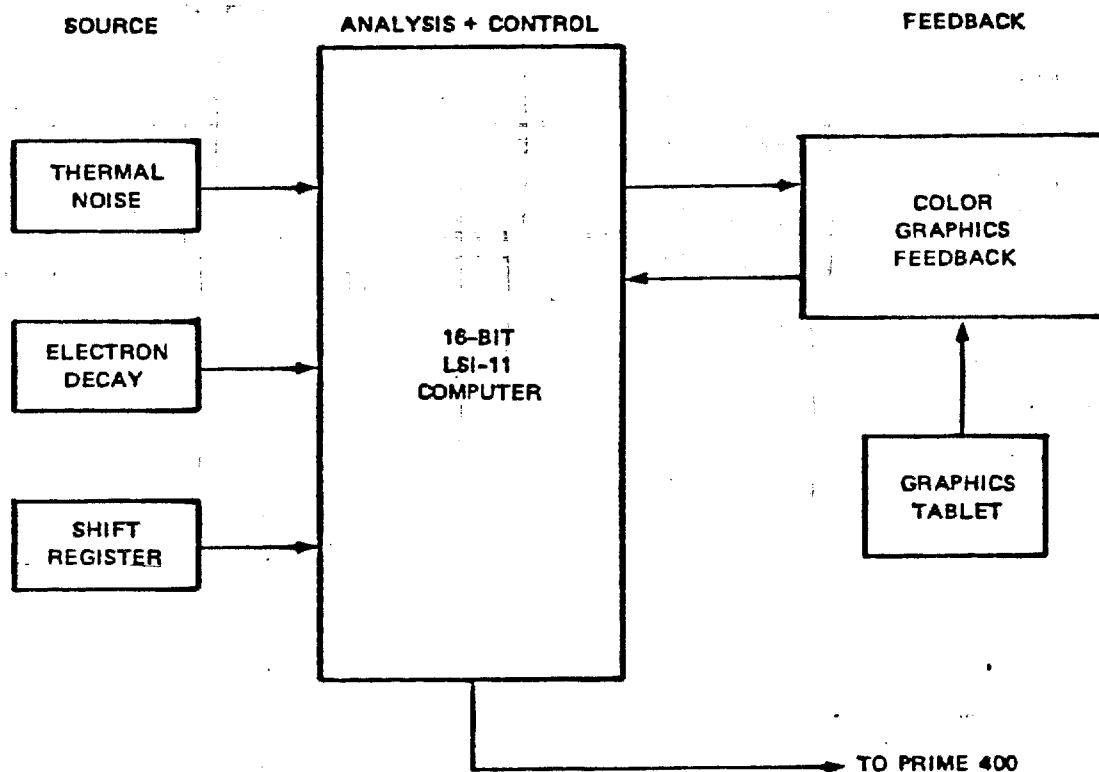 SOURCE
ANALYSIS + CONTROL
FEEDBACK
THERMAL
NOISE
COLOR
GRAPHICS
FEEDBACK
ELECTRON
DECAY
16-BIT
LSI-11
COMPUTER
GRAPHICS
TABLET
SHIFT
REGISTER
TO PRIME 400